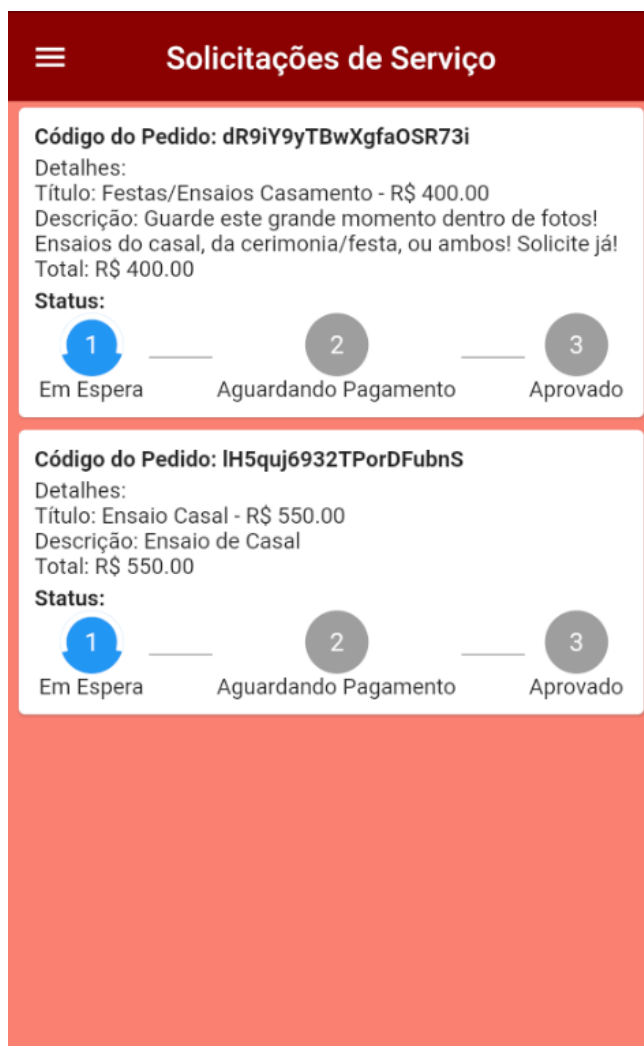 Solicitações de Serviço
Código do Pedido: dR9iY9yTBwXgfaOSR73i
Detalhes:
Título: Festas/Ensaios Casamento - R$ 400.00
Descrição: Guarde este grande momento dentro de fotos!
Ensaios do casal, da cerimonia/festa, ou ambos! Solicite já!
Total: R$ 400.00
Status:
1 2 3
Em Espera Aguardando Pagamento Aprovado
Código do Pedido: lH5quj6932TPorDFubnS
Detalhes:
Título: Ensaio Casal - R$ 550.00
Descrição: Ensaio de Casal
Total: R$ 550.00
Status:
1 2 3
Em Espera Aguardando Pagamento Aprovado